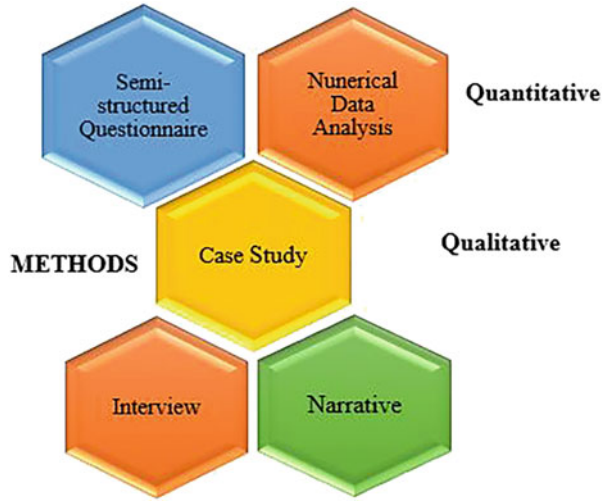 Semi-
structured
Questionnaire
Nunerical
Data
Analysis
Quantitative
METHODS
Case Study
Qualitative
Interview
Narrative